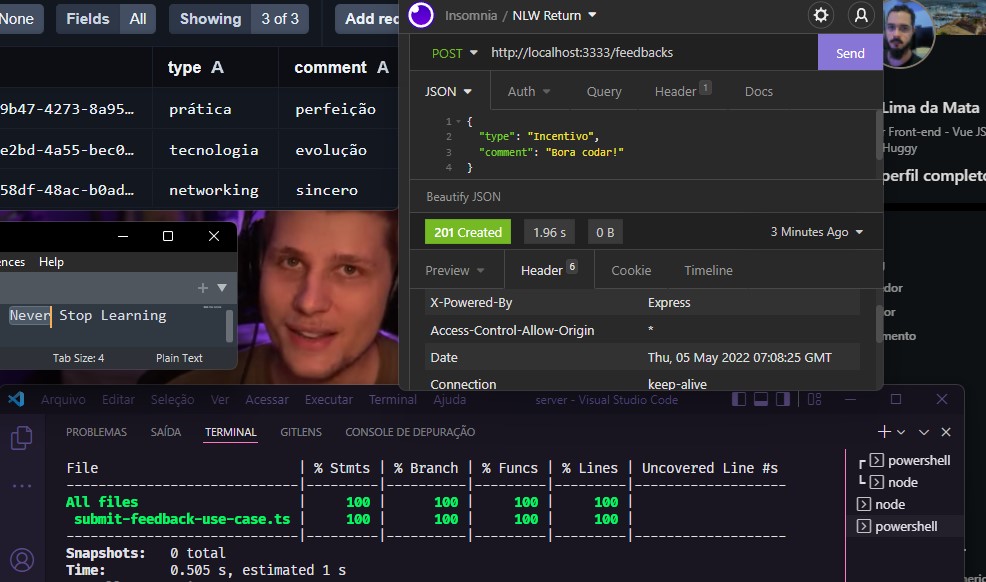 None Fields All Showing 3 of 3 Add rec
type A comment A
9b47-4273-8a95… prática perfeição
e2bd-4a55-bec0… tecnologia evolução
58df-48ac-b0ad… networking sincero
ences Help
Never Stop Learning
Tab Size: 4 Plain Text
Insomnia / NLW Return
POST http://localhost:3333/feedbacks Send
JSON Auth Query Header 1 Docs
1 {
2 "type": "Incentivo",
3 "comment": "Bora codar!"
4 }
Beautify JSON
201 Created 1.96 s 0 B 3 Minutes Ago
Preview Header 6 Cookie Timeline
X-Powered-By Express
Access-Control-Allow-Origin *
Date Thu, 05 May 2022 07:08:25 GMT
Connection keep-alive
Lima da Mata
r Front-end - Vue JS
Huggy
perfil completo
dor
or
mento
Arquivo Editar Seleção Ver Acessar Executar Terminal Ajuda server - Visual Studio Code
PROBLEMAS SAÍDA TERMINAL GITLENS CONSOLE DE DEPURAÇÃO
File | % Stmts | % Branch | % Funcs | % Lines | Uncovered Line #s
All files | 100 | 100 | 100 | 100 |
submit-feedback-use-case.ts | 100 | 100 | 100 | 100 |
Snapshots: 0 total
Time: 0.505 s, estimated 1 s
powershell
node
node
powershell